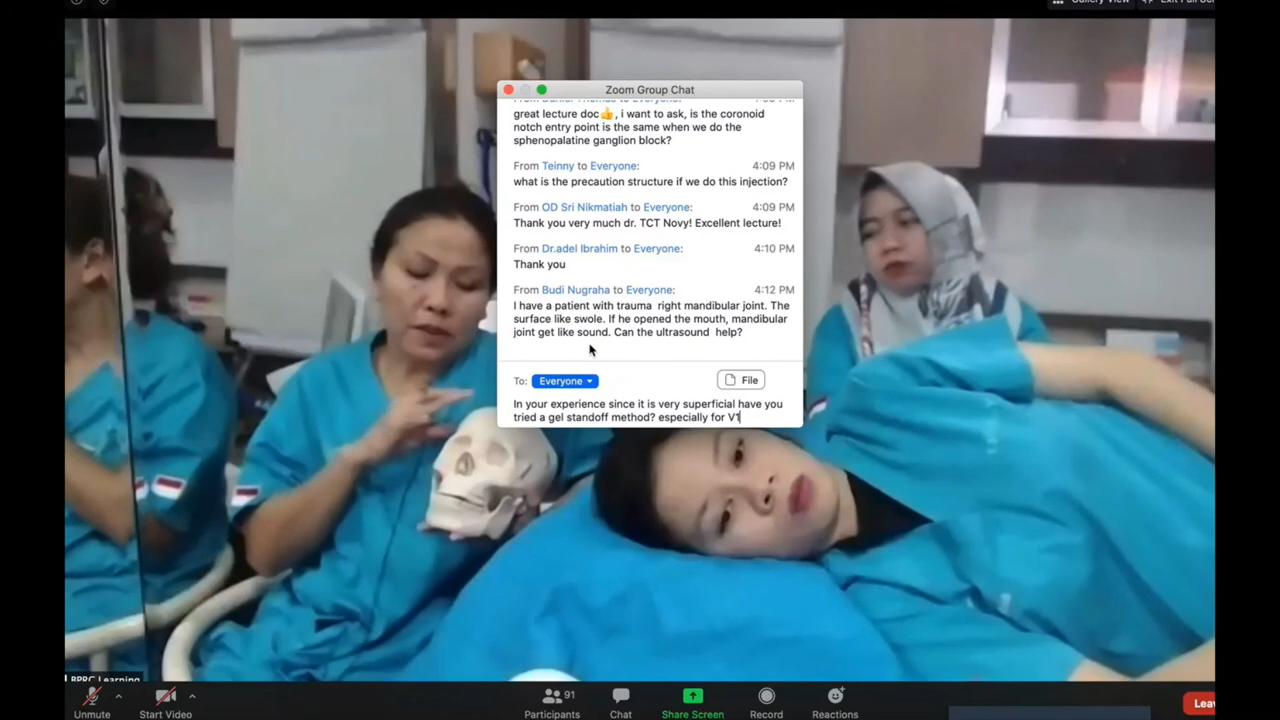 Zoom Group Chat
great lecture doc👍, i want to ask, is the coronoid
notch entry point is the same when we do the
sphenopalatine ganglion block?
From Teinny to Everyone: 4:09 PM
what is the precaution structure if we do this injection?
From OD Sri Nikmatiah to Everyone: 4:09 PM
Thank you very much dr. TCT Novy! Excellent lecture!
From Dr.adel Ibrahim to Everyone: 4:10 PM
Thank you
From Budi Nugraha to Everyone: 4:12 PM
I have a patient with trauma right mandibular joint. The
surface like swole. If he opened the mouth, mandibular
joint get like sound. Can the ultrasound help?
To: Everyone File
In your experience since it is very superficial have you
tried a gel standoff method? especially for V1
Unmute Start Video Participants 91 Chat Share Screen Record Reactions